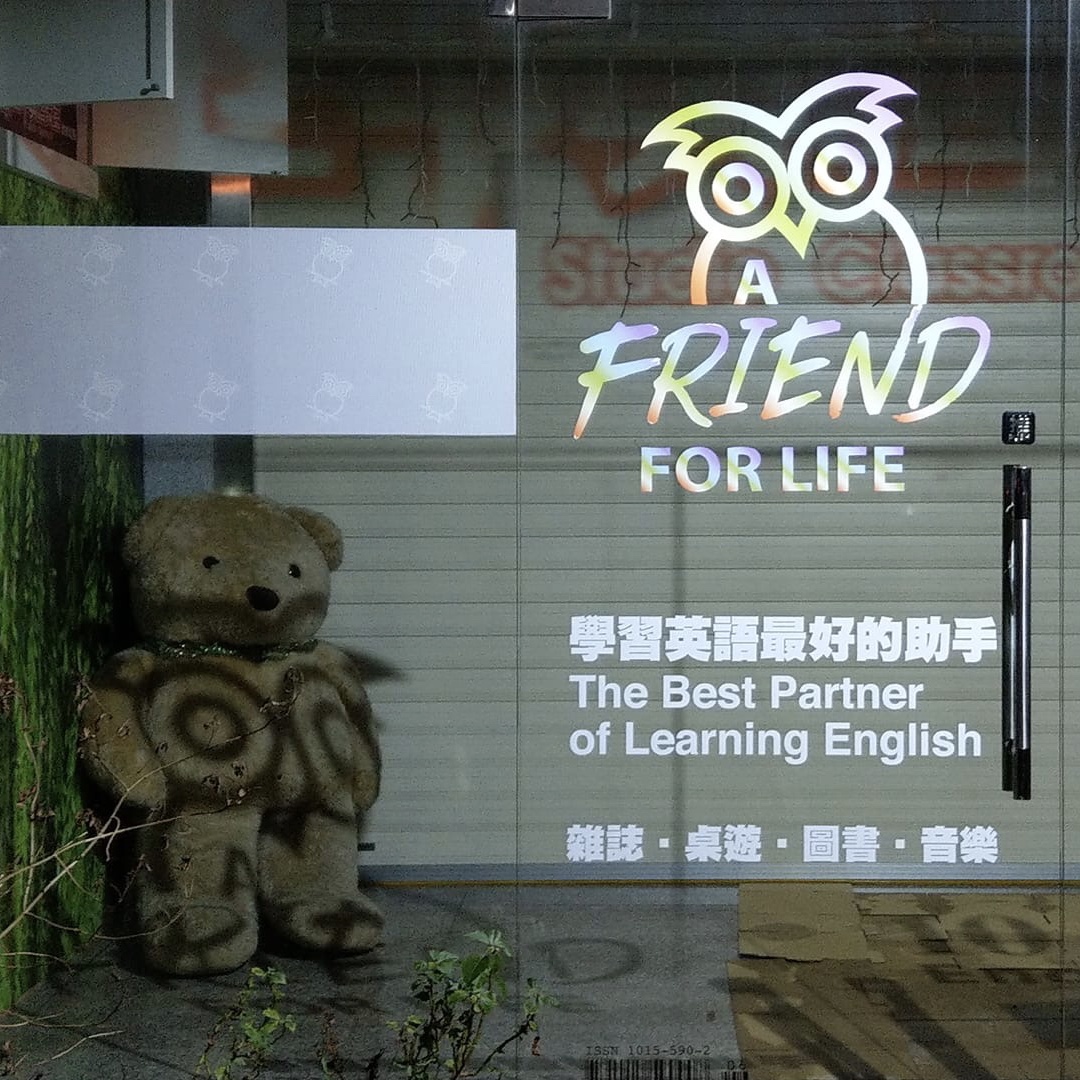 A
FRIEND
FOR LIFE
學習英語最好的助手
The Best Partner
of Learning English
雜誌・桌遊・圖書・音樂
ISSN 1015-590-2